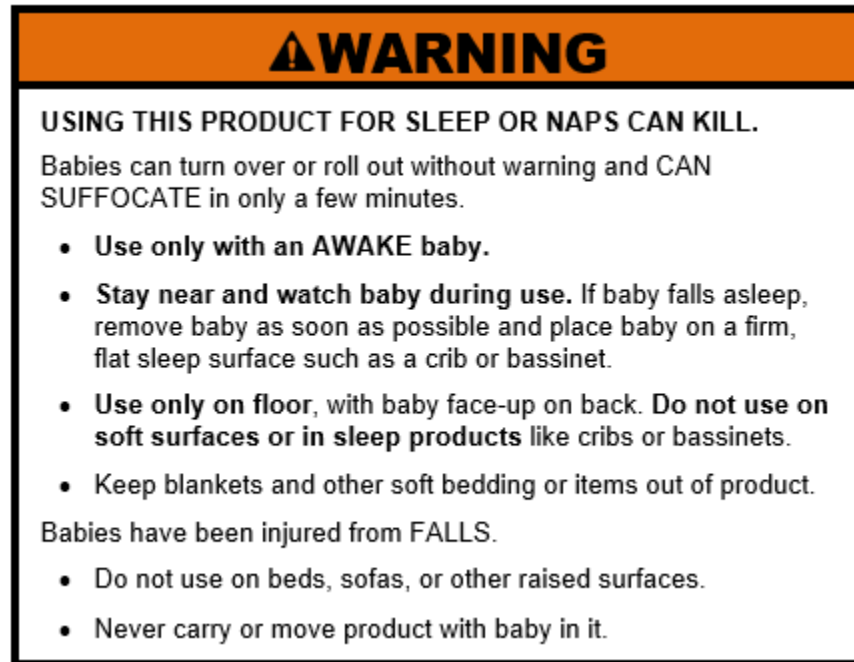 ⚠WARNING
USING THIS PRODUCT FOR SLEEP OR NAPS CAN KILL.
Babies can turn over or roll out without warning and CAN
SUFFOCATE in only a few minutes.
• Use only with an AWAKE baby.
• Stay near and watch baby during use. If baby falls asleep,
remove baby as soon as possible and place baby on a firm,
flat sleep surface such as a crib or bassinet.
• Use only on floor, with baby face-up on back. Do not use on
soft surfaces or in sleep products like cribs or bassinets.
• Keep blankets and other soft bedding or items out of product.
Babies have been injured from FALLS.
• Do not use on beds, sofas, or other raised surfaces.
• Never carry or move product with baby in it.